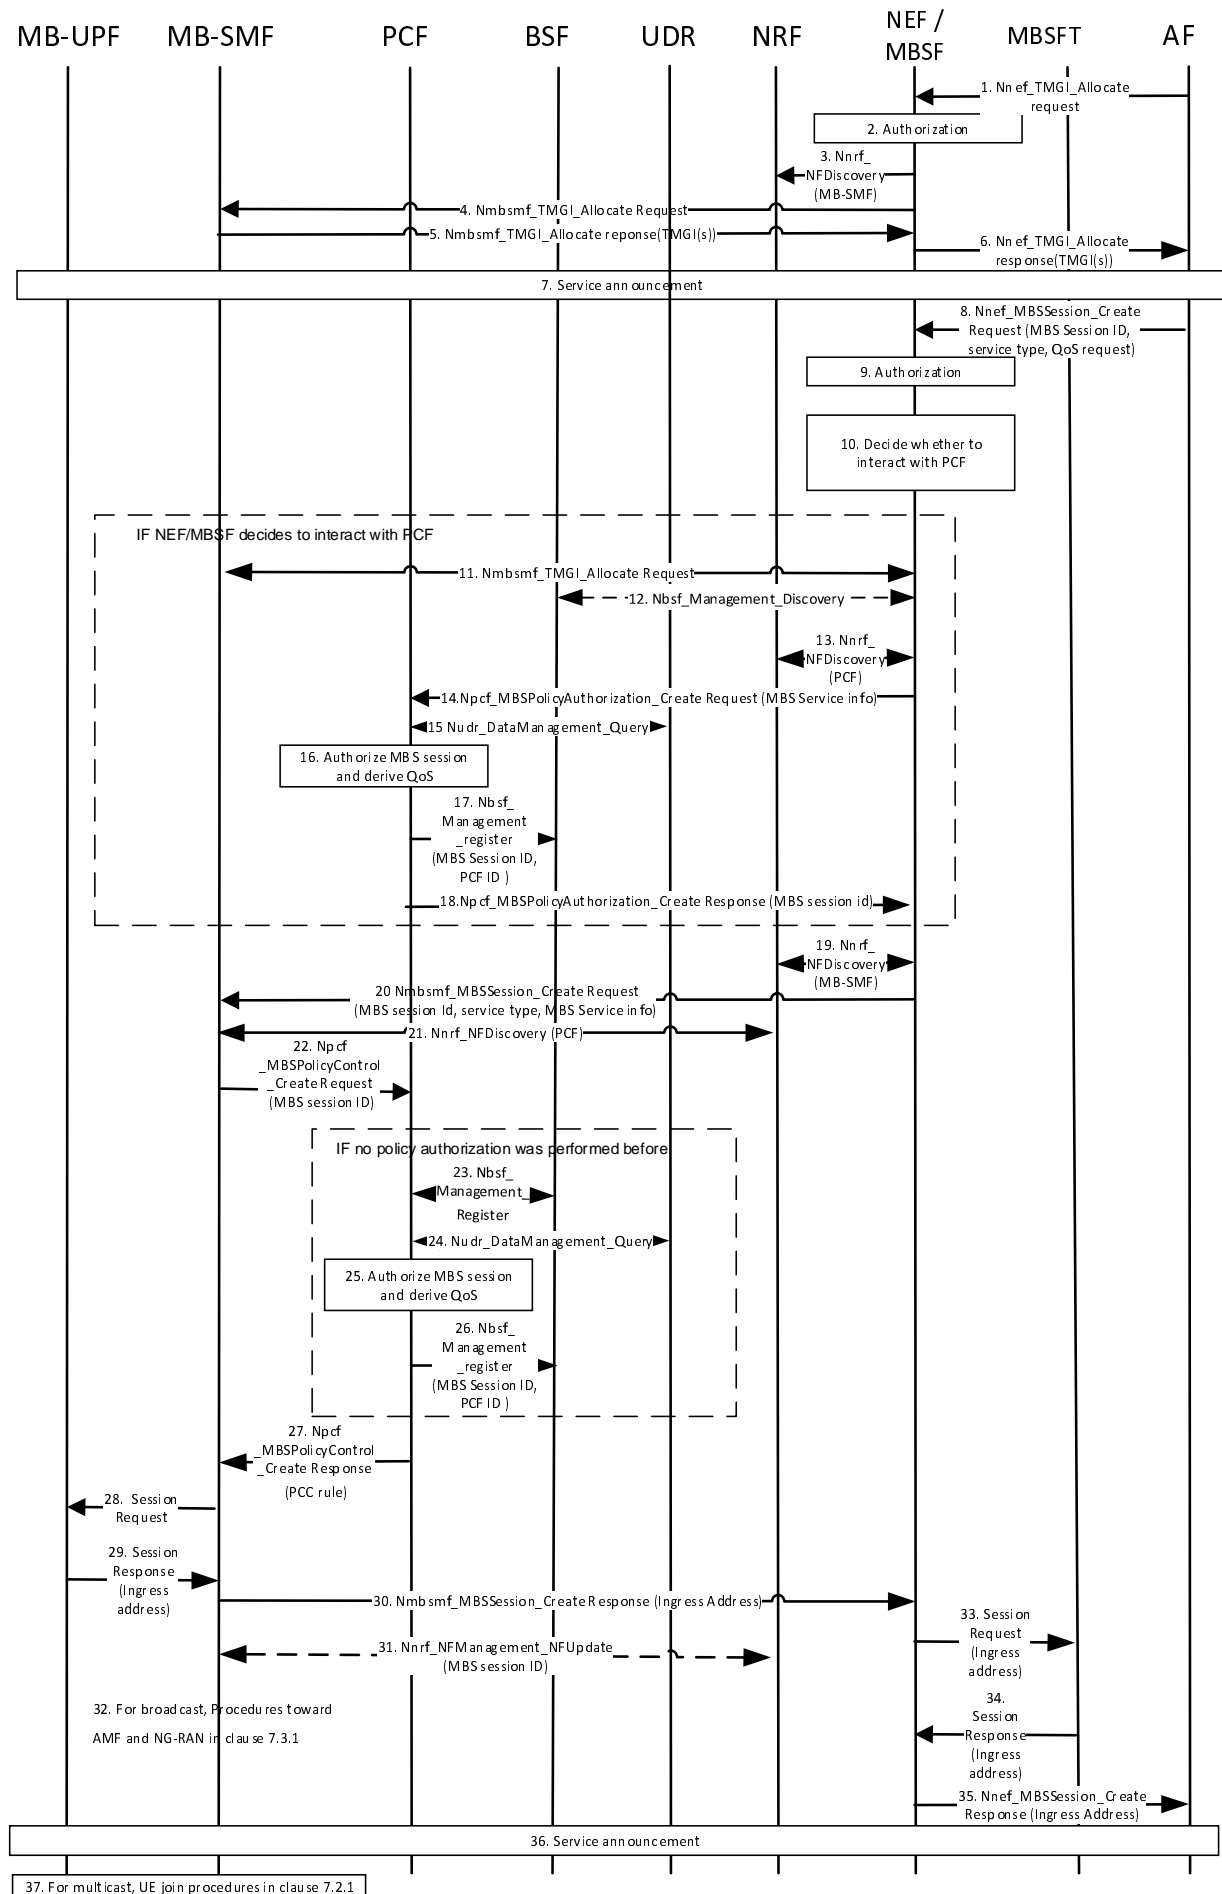 MB-UPF
MB-SMF
PCF
BSF
UDR
NRF
NEF /
MBSF
MBSFT
AF
1. Nnef_TMGI_Allocate
request
2. Authorization
3. Nnrf_
NFDiscovery
(MB-SMF)
4. Nmbsmf_TMGI_Allocate Request
5. Nmbsmf_TMGI_Allocate reponse(TMGI(s))
6. Nnef_TMGI_Allocate
response(TMGI(s))
7. Service announcement
8. Nnef_MBSSession_Create
Request (MBS Session ID,
service type, QoS request)
9. Authorization
10. Decide whether to
interact with PCF
IF NEF/MBSF decides to interact with PCF
11. Nmbsmf_TMGI_Allocate Request
12. Nbsf_Management_Discovery
13. Nnrf_
NFDiscovery
(PCF)
14.Npcf_MBSPolicyAuthorization_Create Request (MBS Service info)
15 Nudr_DataManagement_Query
16. Authorize MBS session
and derive QoS
17. Nbsf_
Management
_register
(MBS Session ID,
PCF ID )
18.Npcf_MBSPolicyAuthorization_Create Response (MBS session id)
19. Nnrf_
NFDiscovery
(MB-SMF)
20 Nmbsmf_MBSSession_Create Request
(MBS session Id, service type, MBS Service info)
21. Nnrf_NFDiscovery (PCF)
22. Npcf
_MBSPolicyControl
_Create Request
(MBS session ID)
IF no policy authorization was performed before
23. Nbsf_
Management_
Register
24. Nudr_DataManagement_Query
25. Authorize MBS session
and derive QoS
26. Nbsf_
Management
_register
(MBS Session ID,
PCF ID )
27. Npcf
_MBSPolicyControl
_Create Response
(PCC rule)
28. Session
Request
29. Session
Response
(Ingress
address)
30. Nmbsmf_MBSSession_Create Response (Ingress Address)
31. Nnrf_NFManagement_NFUpdate
(MBS session ID)
33. Session
Request
(Ingress
address)
32. For broadcast, Procedures toward
AMF and NG-RAN in clause 7.3.1
34.
Session
Response
(Ingress
address)
35. Nnef_MBSSession_Create
Response (Ingress Address)
36. Service announcement
37. For multicast, UE join procedures in clause 7.2.1